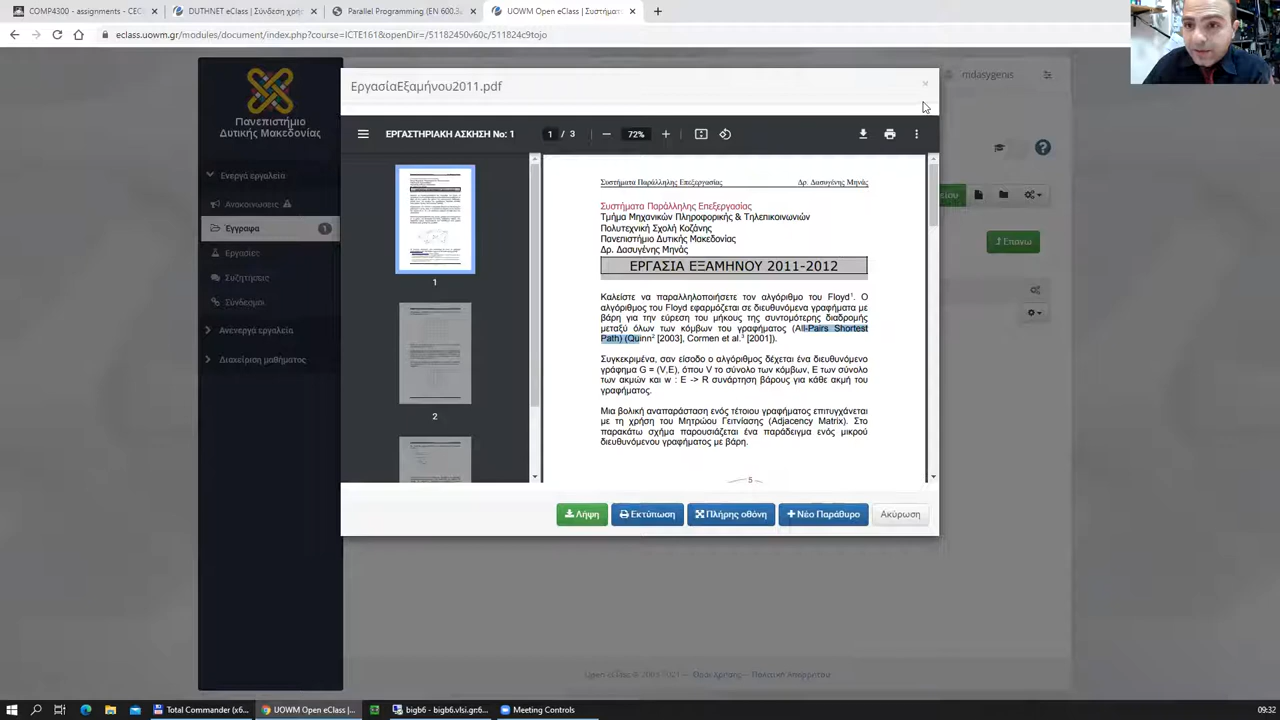 COMP4300 - assignments - CEC
DUTHNET eClass | Σύνδεση χρήσ
Parallel Programming (EN 600.3
UOWM Open eClass | Συστήματ
eclass.uowm.gr/modules/document/index.php?course=ICTE161&openDir=/51182450v60c/511824c9tojo
Πανεπιστήμιο
Δυτικής Μακεδονίας
mdasygenis
Ενεργά εργαλεία
Ανακοινώσεις
Έγγραφα
1
Εργασίες
Συζητήσεις
Σύνδεσμοι
Ανενεργά εργαλεία
Διαχείριση μαθήματος
Επάνω
ΕργασίαΕξαμήνου2011.pdf
ΕΡΓΑΣΤΗΡΙΑΚΗ ΑΣΚΗΣΗ Νο: 1
1 / 3
72%
1
2
Συστήματα Παράλληλης Επεξεργασίας Δρ. Δασυγένης Μηνάς
Συστήματα Παράλληλης Επεξεργασίας
Τμήμα Μηχανικών Πληροφορικής & Τηλεπικοινωνιών
Πολυτεχνική Σχολή Κοζάνης
Πανεπιστήμιο Δυτικής Μακεδονίας
Δρ. Δασυγένης Μηνάς
ΕΡΓΑΣΙΑ ΕΞΑΜΗΝΟΥ 2011-2012
Καλείστε να παραλληλοποιήσετε τον αλγόριθμο του Floyd¹. Ο
αλγόριθμος του Floyd εφαρμόζεται σε διευθυνόμενα γραφήματα με
βάρη για την εύρεση του μήκους της συντομότερης διαδρομής
μεταξύ όλων των κόμβων του γραφήματος (All-Pairs Shortest
Path) (Quinn² [2003], Cormen et al.³ [2001]).
Συγκεκριμένα, σαν είσοδο ο αλγόριθμος δέχεται ένα διευθυνόμενο
γράφημα G = (V,E), όπου V το σύνολο των κόμβων, Ε των σύνολο
των ακμών και w : E -> R συνάρτηση βάρους για κάθε ακμή του
γραφήματος.
Μια βολική αναπαράσταση ενός τέτοιου γραφήματος επιτυγχάνεται
με τη χρήση του Μητρώου Γειτνίασης (Adjacency Matrix). Στο
παρακάτω σχήμα παρουσιάζεται ένα παράδειγμα ενός μικρού
διευθυνόμενου γραφήματος με βάρη.
5
Λήψη
Εκτύπωση
Πλήρης οθόνη
Νέο Παράθυρο
Ακύρωση
Total Commander (x6...
UOWM Open eClass |...
bigb6 - bigb6.vlsi.gr:6...
Meeting Controls
09:32